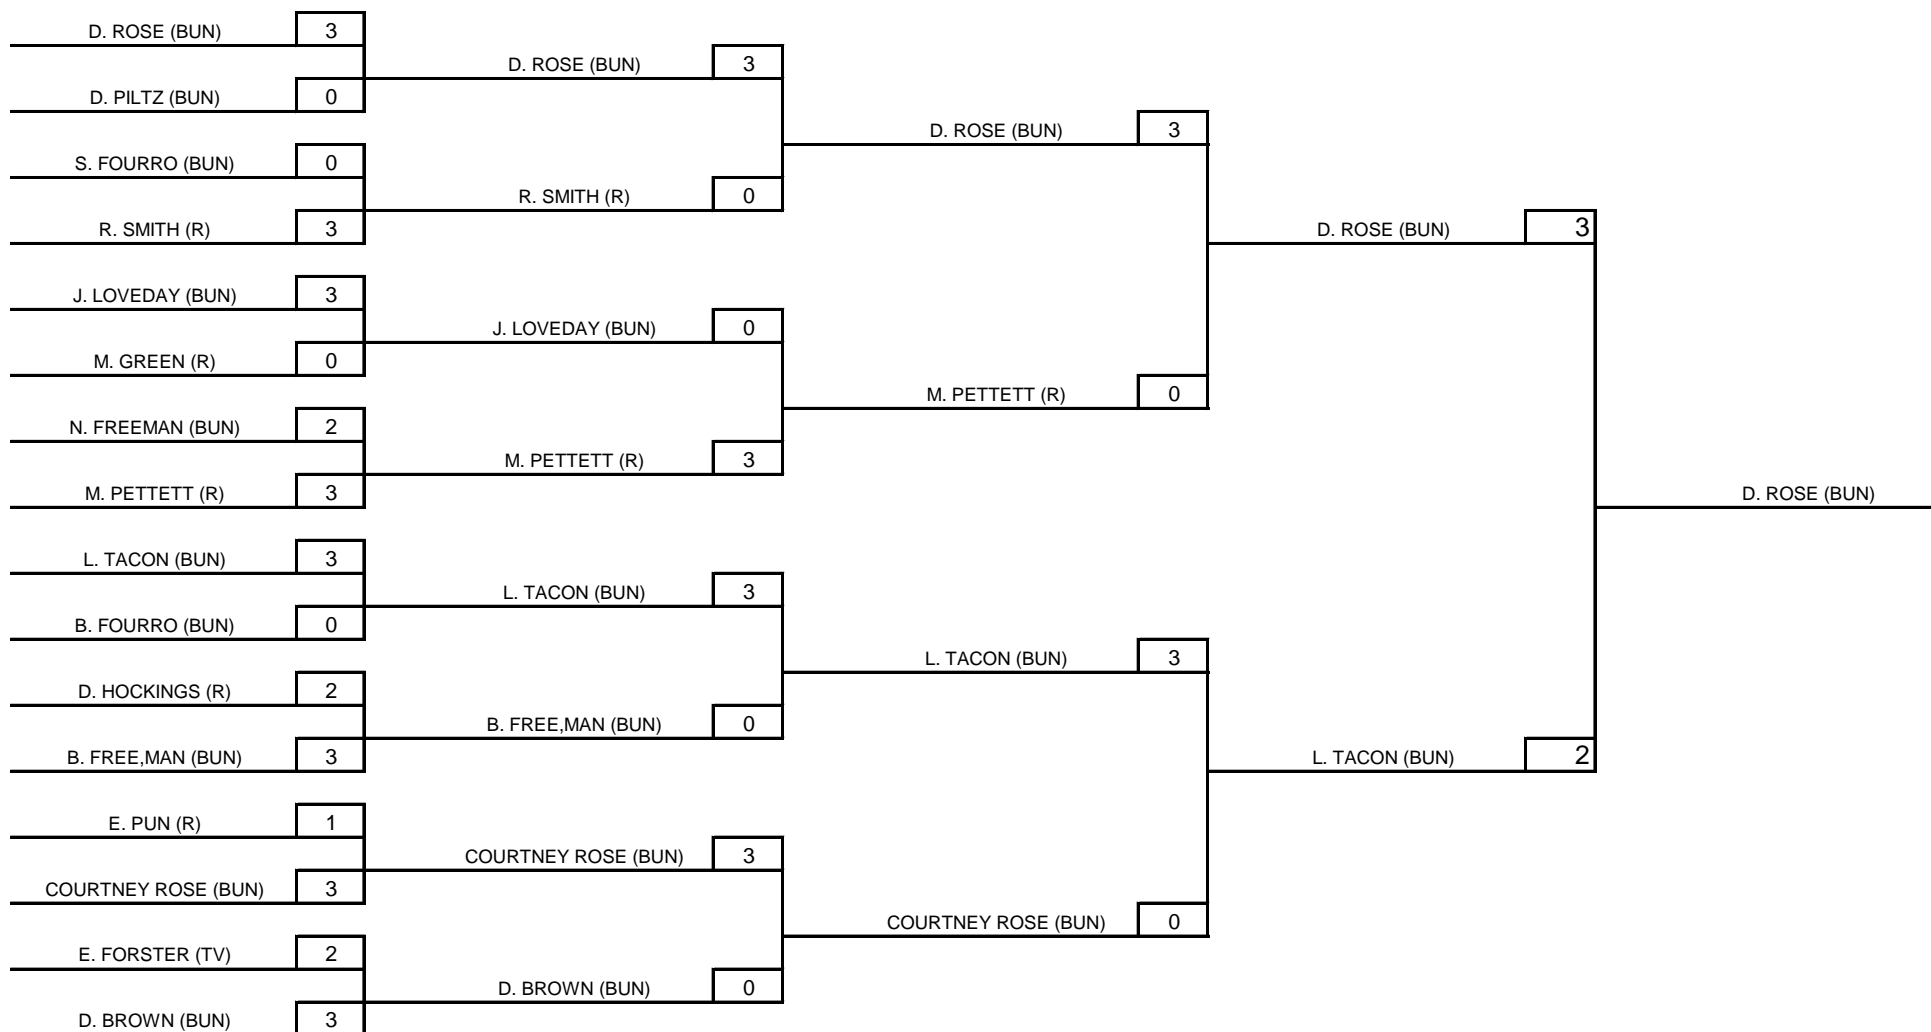 D. ROSE (BUN) 3
D. ROSE (BUN) 3
D. PILTZ (BUN) 0
D. ROSE (BUN) 3
S. FOURRO (BUN) 0
R. SMITH (R) 0
R. SMITH (R) 3
D. ROSE (BUN) 3
J. LOVEDAY (BUN) 3
J. LOVEDAY (BUN) 0
M. GREEN (R) 0
M. PETTETT (R) 0
N. FREEMAN (BUN) 2
M. PETTETT (R) 3
M. PETTETT (R) 3
D. ROSE (BUN)
L. TACON (BUN) 3
L. TACON (BUN) 3
B. FOURRO (BUN) 0
L. TACON (BUN) 3
D. HOCKINGS (R) 2
B. FREE,MAN (BUN) 0
B. FREE,MAN (BUN) 3
L. TACON (BUN) 2
E. PUN (R) 1
COURTNEY ROSE (BUN) 3
COURTNEY ROSE (BUN) 3
COURTNEY ROSE (BUN) 0
E. FORSTER (TV) 2
D. BROWN (BUN) 0
D. BROWN (BUN) 3